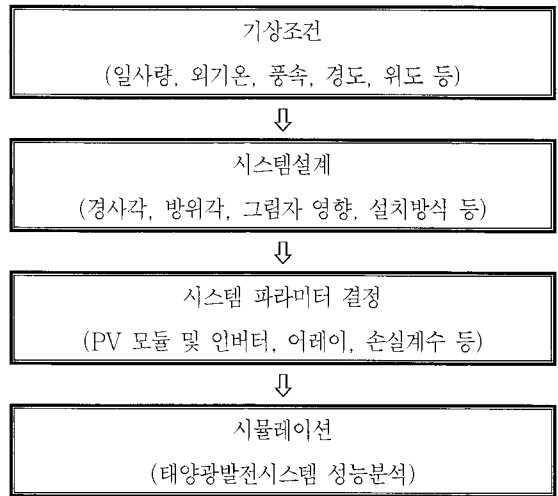 기상조건
(일사량, 외기온, 풍속, 경도, 위도 등)
⇩
시스템설계
(경사각, 방위각, 그림자 영향, 설치방식 등)
⇩
시스템 파라미터 결정
(PV 모듈 및 인버터, 어레이, 손실계수 등)
⇩
시뮬레이션
(태양광발전시스템 성능분석)